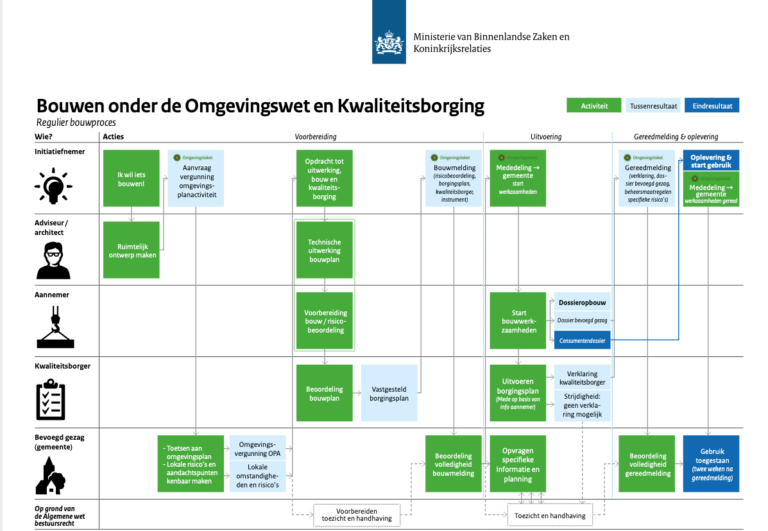 Ministerie van Binnenlandse Zaken en
Koninkrijksrelaties
Bouwen onder de Omgevingswet en Kwaliteitsborging
Activiteit
Tussenresultaat
Eindresultaat
Regulier bouwproces
Wie?
Acties
Voorbereiding
Uitvoering
Gereedmelding & oplevering
Initiatiefnemer
Ik wil iets
bouwen!
Omgevingsloket
Aanvraag
vergunning
omgevings-
planactiviteit
Opdracht tot
uitwerking,
bouw en
kwaliteits-
borging
Omgevingsloket
Bouwmelding
(risicobeoordeling,
borgingsplan,
kwaliteitsborger,
instrument)
Omgevingsloket
Mededeling →
gemeente
start
werkzaamheden
Omgevingsloket
Gereedmelding
(verklaring, dos-
sier bevoegd gezag,
beheersmaatregelen
specifieke risico's)
Oplevering &
start gebruik
Omgevingsloket
Mededeling →
gemeente
werkzaamheden gereed
Adviseur /
architect
Ruimtelijk
ontwerp maken
Technische
uitwerking
bouwplan
Aannemer
Voorbereiding
bouw / risico-
beoordeling
Start
bouwwerk-
zaamheden
Dossieropbouw
Dossier bevoegd gezag
Consumentendossier
Kwaliteitsborger
Beoordeling
bouwplan
Vastgesteld
borgingsplan
Uitvoeren
borgingsplan
(Mede op basis van
info aannemer)
Verklaring
kwaliteitsborger
Strijdigheid:
geen verkla-
ring mogelijk
Bevoegd gezag
(gemeente)
- Toetsen aan
omgevingsplan
- Lokale risico's en
aandachtspunten
kenbaar maken
Omgevings-
vergunning OPA
Lokale
omstandighe-
den en risico's
Beoordeling
volledigheid
bouwmelding
Opvragen
specifieke
informatie en
planning
Beoordeling
volledigheid
gereedmelding
Gebruik
toegestaan
(twee weken na
gereedmelding)
Op grond van
de Algemene wet
bestuursrecht
Voorbereiden
toezicht en handhaving
Toezicht en handhaving